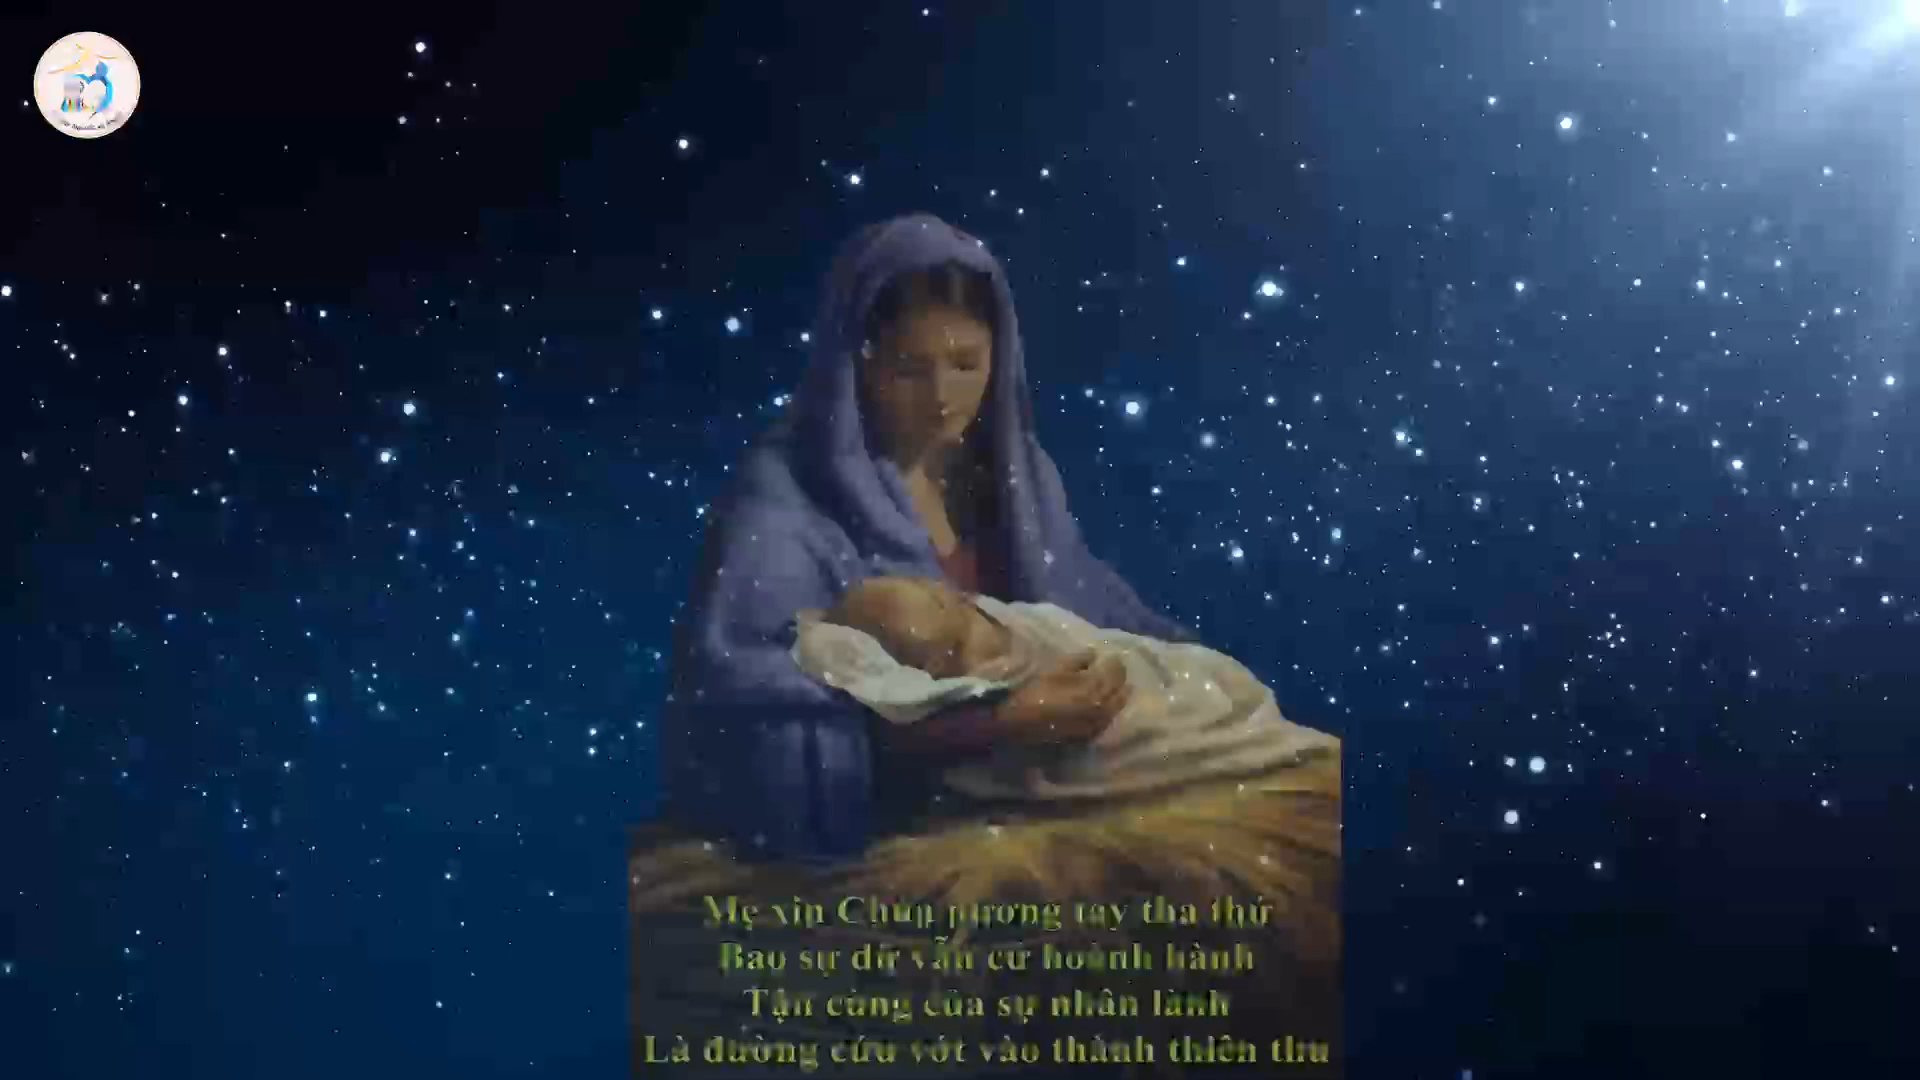 Mẹ xin Chúa nương tay tha thứ
Bao sự dữ vẫn cứ hoành hành
Tận cùng của sự nhân lành
Là đường cứu vớt vào thành thiên thu